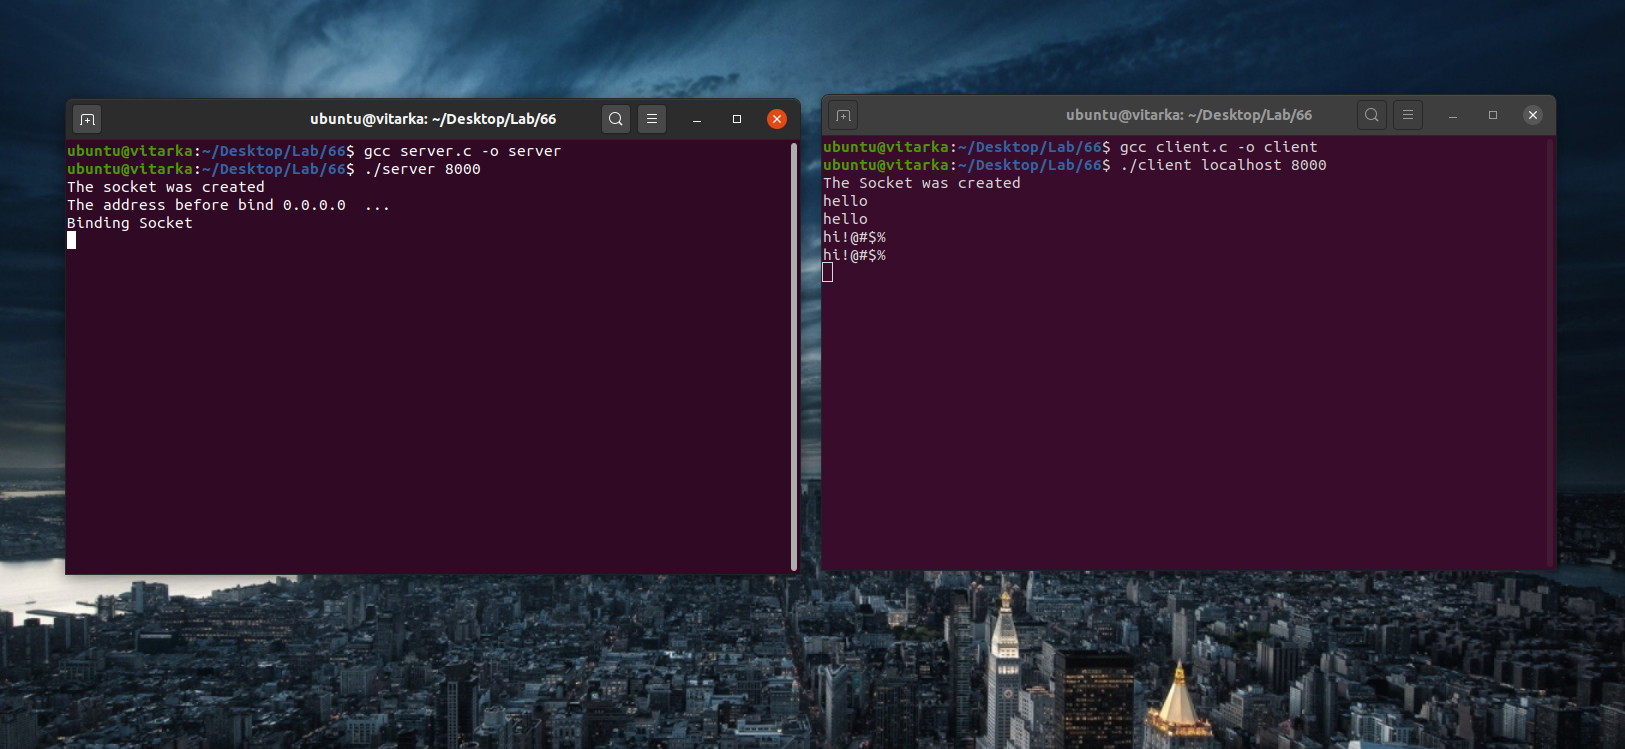 ubuntu@vitarka: ~/Desktop/Lab/66
ubuntu@vitarka:~/Desktop/Lab/66$ gcc server.c -o server
ubuntu@vitarka:~/Desktop/Lab/66$ ./server 8000
The socket was created
The address before bind 0.0.0.0  ...
Binding Socket
ubuntu@vitarka: ~/Desktop/Lab/66
ubuntu@vitarka:~/Desktop/Lab/66$ gcc client.c -o client
ubuntu@vitarka:~/Desktop/Lab/66$ ./client localhost 8000
The Socket was created
hello
hello
hi!@#$%
hi!@#$%